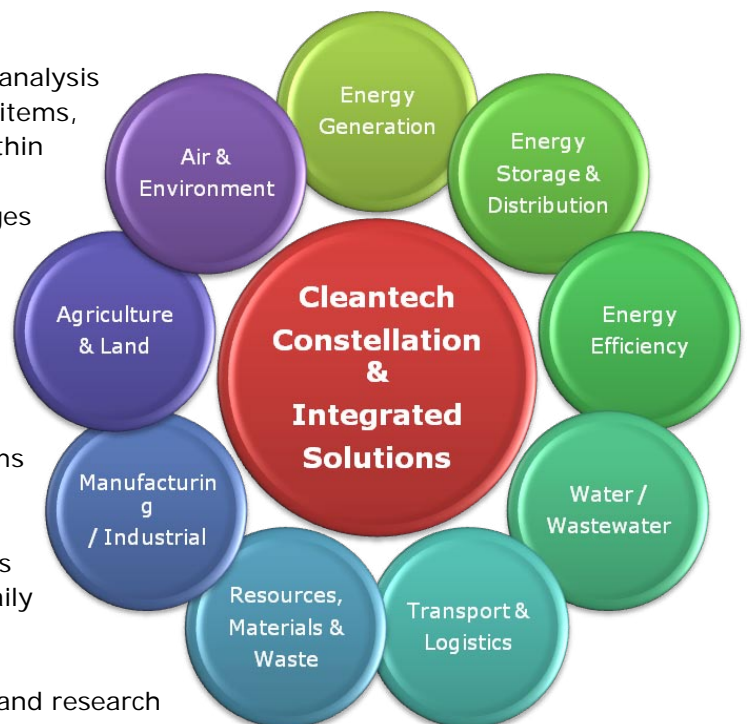 analysis
items,
thin
ges
ns
s
aily
and research
Energy
Generation
Energy
Storage &
Distribution
Energy
Efficiency
Water /
Wastewater
Transport &
Logistics
Resources,
Materials &
Waste
Manufacturin
g
/ Industrial
Agriculture
& Land
Air &
Environment
Cleantech
Constellation
&
Integrated
Solutions